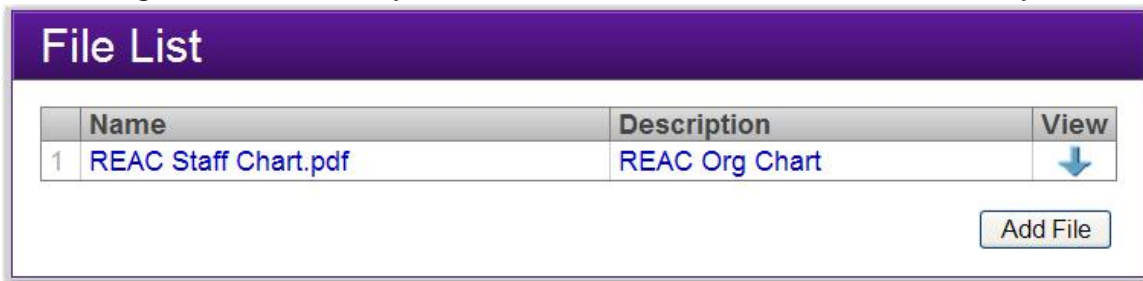 File List
Name Description View
1 REAC Staff Chart.pdf REAC Org Chart
Add File